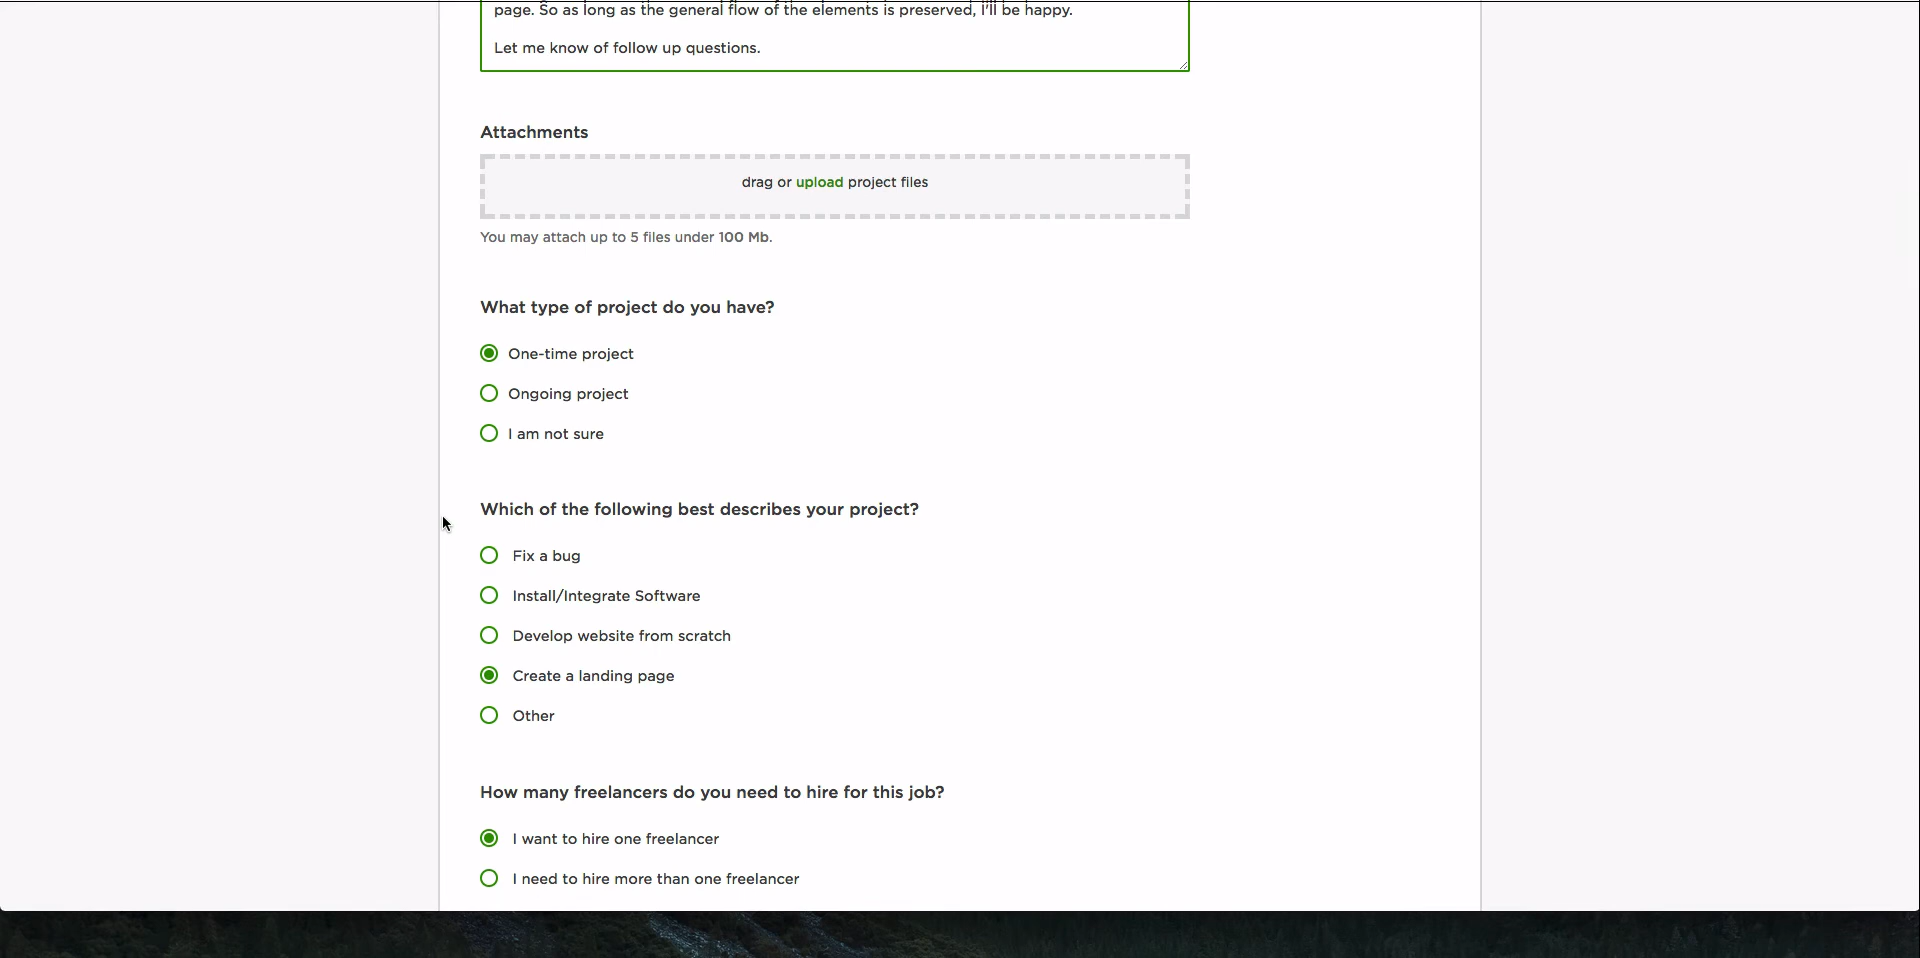 page. So as long as the general flow of the elements is preserved, I'll be happy.
Let me know of follow up questions.
Attachments
drag or upload project files
You may attach up to 5 files under 100 Mb.
What type of project do you have?
One-time project
Ongoing project
I am not sure
Which of the following best describes your project?
Fix a bug
Install/Integrate Software
Develop website from scratch
Create a landing page
Other
How many freelancers do you need to hire for this job?
I want to hire one freelancer
I need to hire more than one freelancer